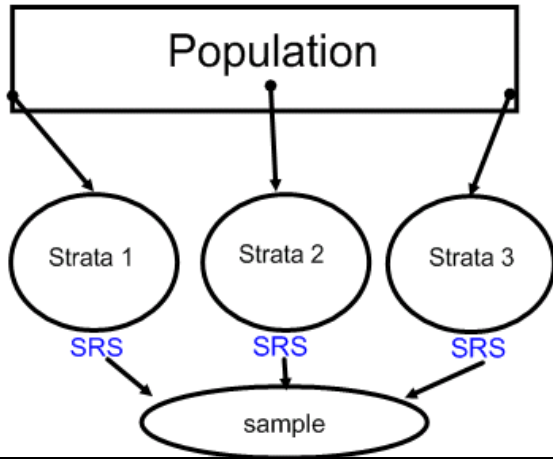 Population
Strata 1
Strata 2
Strata 3
SRS
SRS
SRS
sample